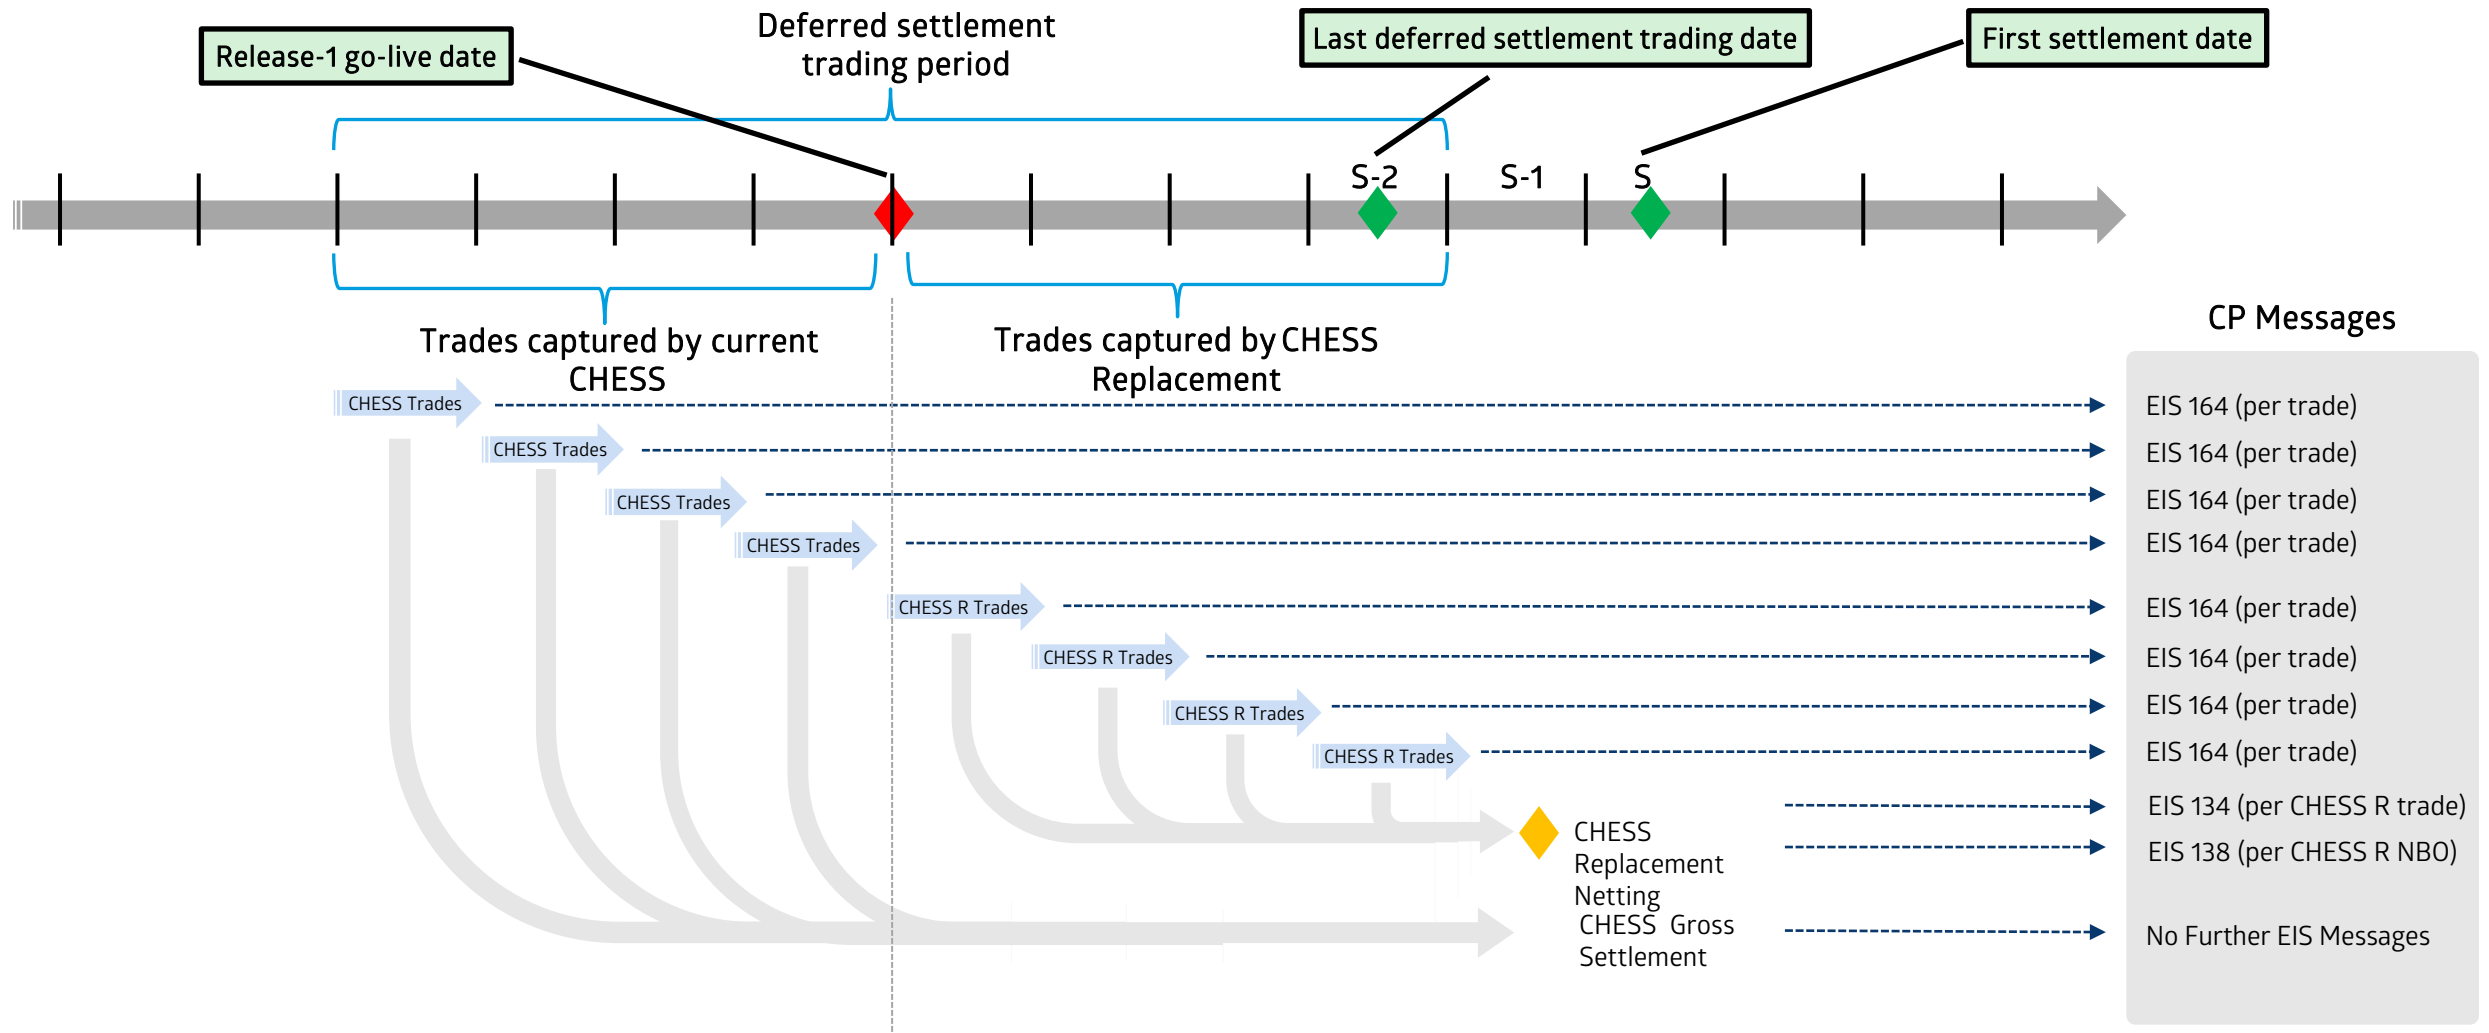 Deferred settlement
trading period
Release-1 go-live date
Last deferred settlement trading date
First settlement date
S-2
S-1
S
Trades captured by current
CHESS
Trades captured by CHESS
Replacement
CP Messages
CHESS Trades
EIS 164 (per trade)
CHESS Trades
EIS 164 (per trade)
CHESS Trades
EIS 164 (per trade)
CHESS Trades
EIS 164 (per trade)
CHESS R Trades
EIS 164 (per trade)
CHESS R Trades
EIS 164 (per trade)
CHESS R Trades
EIS 164 (per trade)
CHESS R Trades
EIS 164 (per trade)
CHESS
Replacement
Netting
EIS 134 (per CHESS R trade)
EIS 138 (per CHESS R NBO)
CHESS Gross
Settlement
No Further EIS Messages